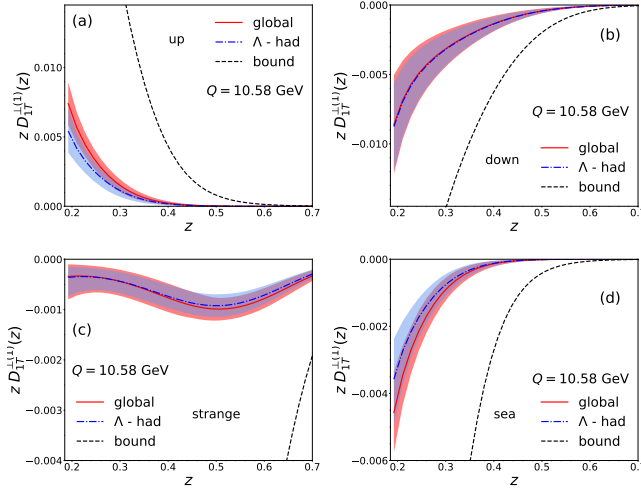 (a)
up
global
Λ - had
bound
Q = 10.58 GeV
z D⊥(1)1T(z)
0.010
0.005
0.000
0.2 0.3 0.4 0.5 0.6 0.7
z
(b)
down
Q = 10.58 GeV
global
Λ - had
bound
z D⊥(1)1T(z)
0.000
−0.005
−0.010
0.2 0.3 0.4 0.5 0.6 0.7
z
(c)
Q = 10.58 GeV
global
Λ - had
bound
strange
z D⊥(1)1T(z)
0.000
−0.001
−0.002
−0.003
−0.004
0.2 0.3 0.4 0.5 0.6 0.7
z
(d)
Q = 10.58 GeV
global
Λ - had
bound
sea
z D⊥(1)1T(z)
0.000
−0.002
−0.004
−0.006
0.2 0.3 0.4 0.5 0.6 0.7
z